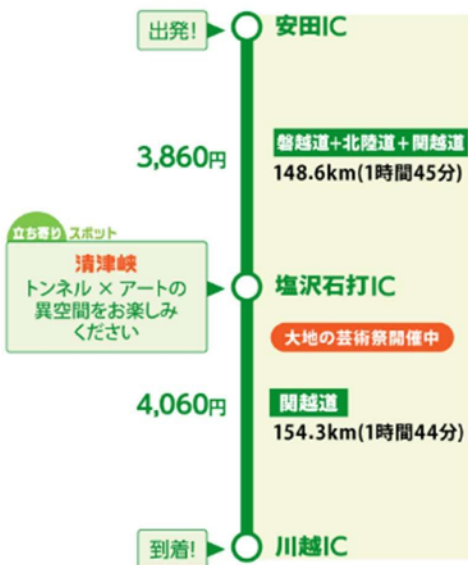 出発!
安田IC
3,860円
磐越道+北陸道+関越道
148.6km(1時間45分)
立ち寄りスポット
清津峡
トンネル × アートの
異空間をお楽しみ
ください
塩沢石打IC
大地の芸術祭開催中
4,060円
関越道
154.3km(1時間44分)
到着!
川越IC